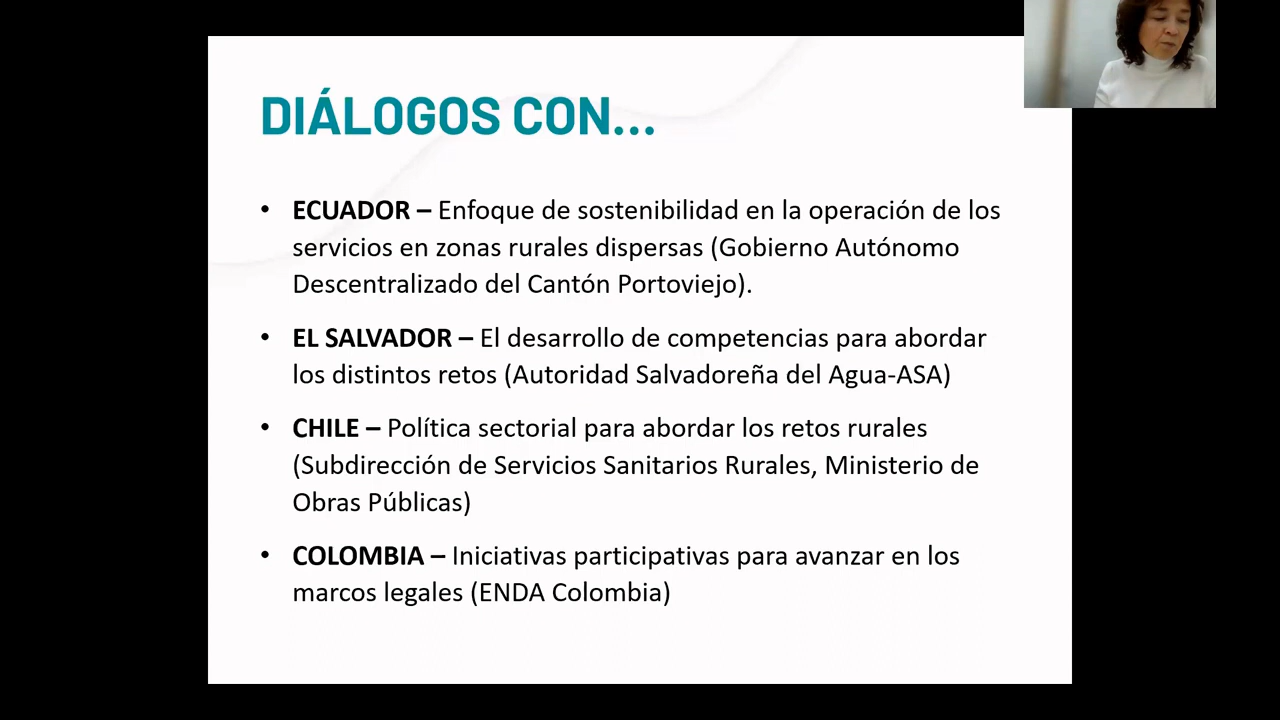 DIÁLOGOS CON...
• ECUADOR – Enfoque de sostenibilidad en la operación de los
servicios en zonas rurales dispersas (Gobierno Autónomo
Descentralizado del Cantón Portoviejo).
• EL SALVADOR – El desarrollo de competencias para abordar
los distintos retos (Autoridad Salvadoreña del Agua-ASA)
• CHILE – Política sectorial para abordar los retos rurales
(Subdirección de Servicios Sanitarios Rurales, Ministerio de
Obras Públicas)
• COLOMBIA – Iniciativas participativas para avanzar en los
marcos legales (ENDA Colombia)